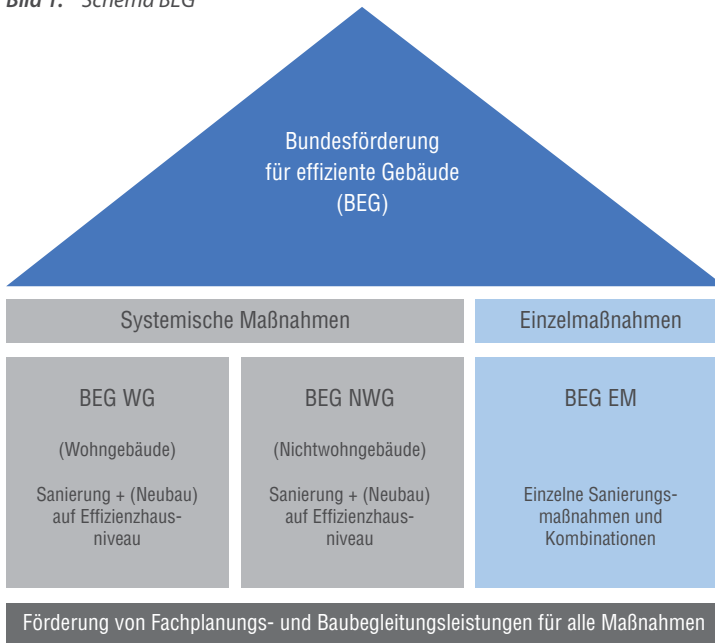 Bild 1: Schema BEG
Bundesförderung
für effiziente Gebäude
(BEG)
Systemische Maßnahmen
Einzelmaßnahmen
BEG WG
(Wohngebäude)
Sanierung + (Neubau)
auf Effizienzhaus-
niveau
BEG NWG
(Nichtwohngebäude)
Sanierung + (Neubau)
auf Effizienzhaus-
niveau
BEG EM
Einzelne Sanierungs-
maßnahmen und
Kombinationen
Förderung von Fachplanungs- und Baubegleitungsleistungen für alle Maßnahmen